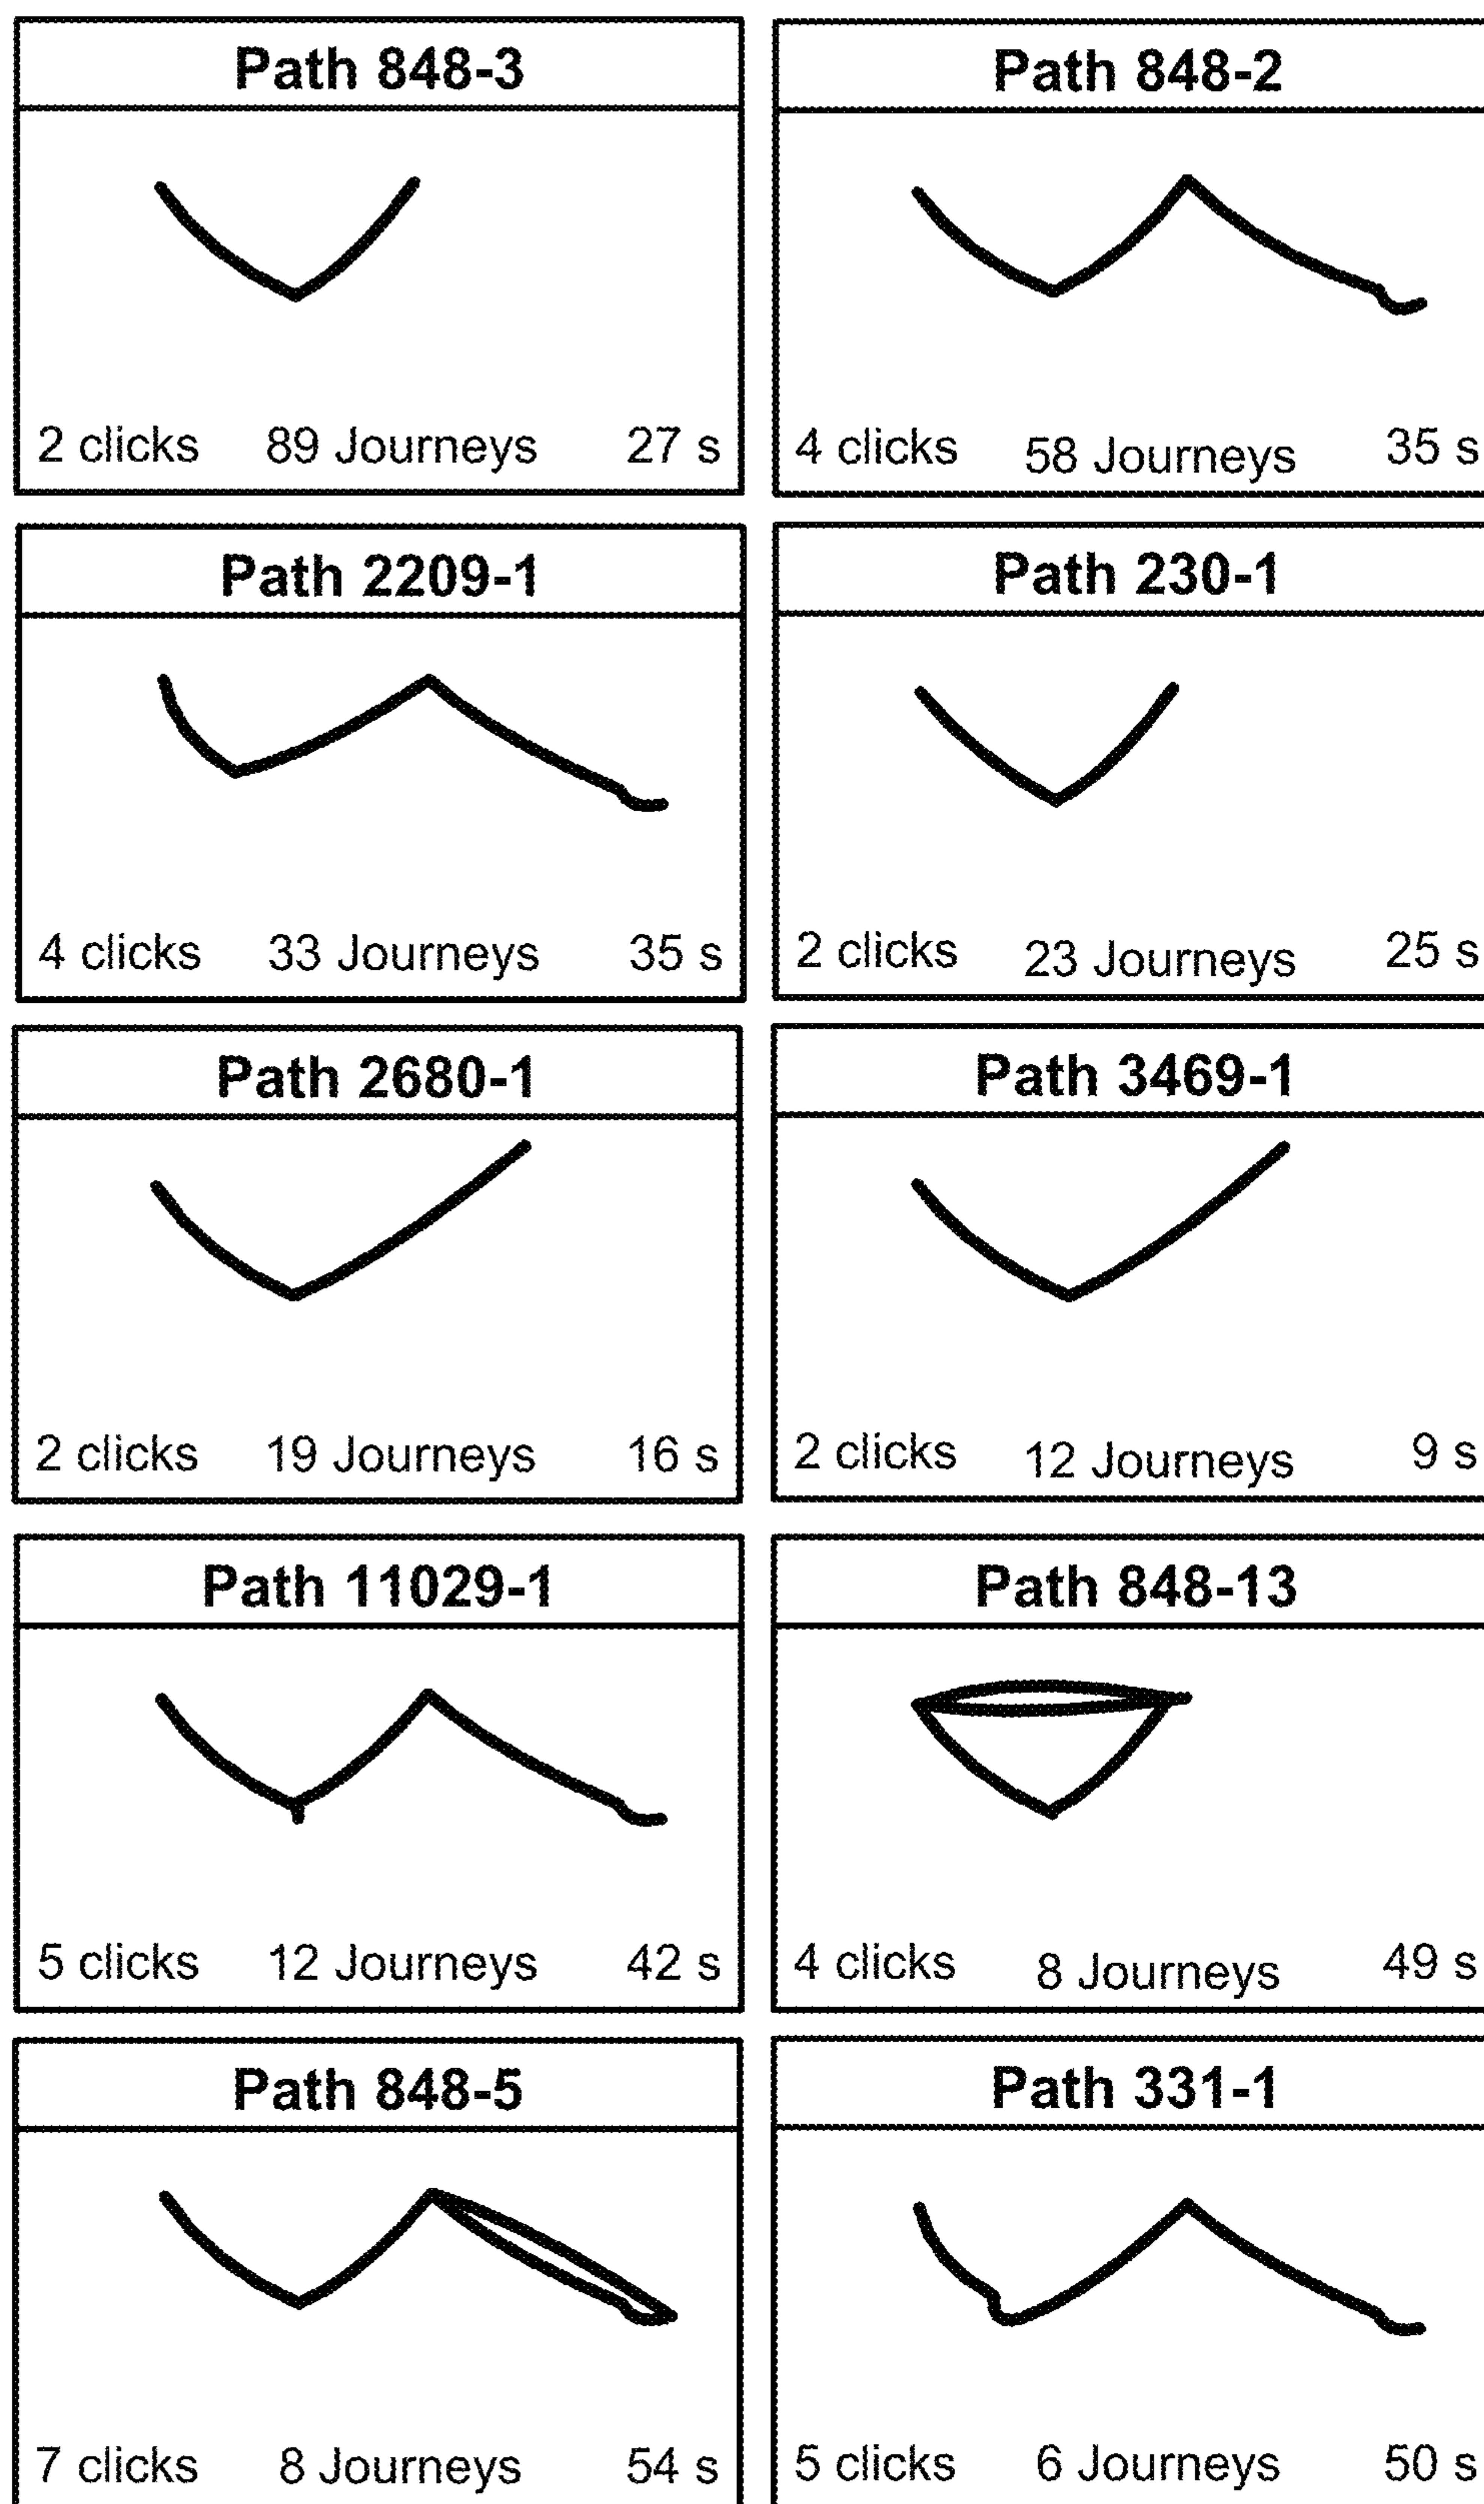 Path 848-3
2 clicks 89 Journeys 27 s
Path 848-2
4 clicks 58 Journeys 35 s
Path 2209-1
4 clicks 33 Journeys 35 s
Path 230-1
2 clicks 23 Journeys 25 s
Path 2680-1
2 clicks 19 Journeys 16 s
Path 3469-1
2 clicks 12 Journeys 9 s
Path 11029-1
5 clicks 12 Journeys 42 s
Path 848-13
4 clicks 8 Journeys 49 s
Path 848-5
7 clicks 8 Journeys 54 s
Path 331-1
5 clicks 6 Journeys 50 s